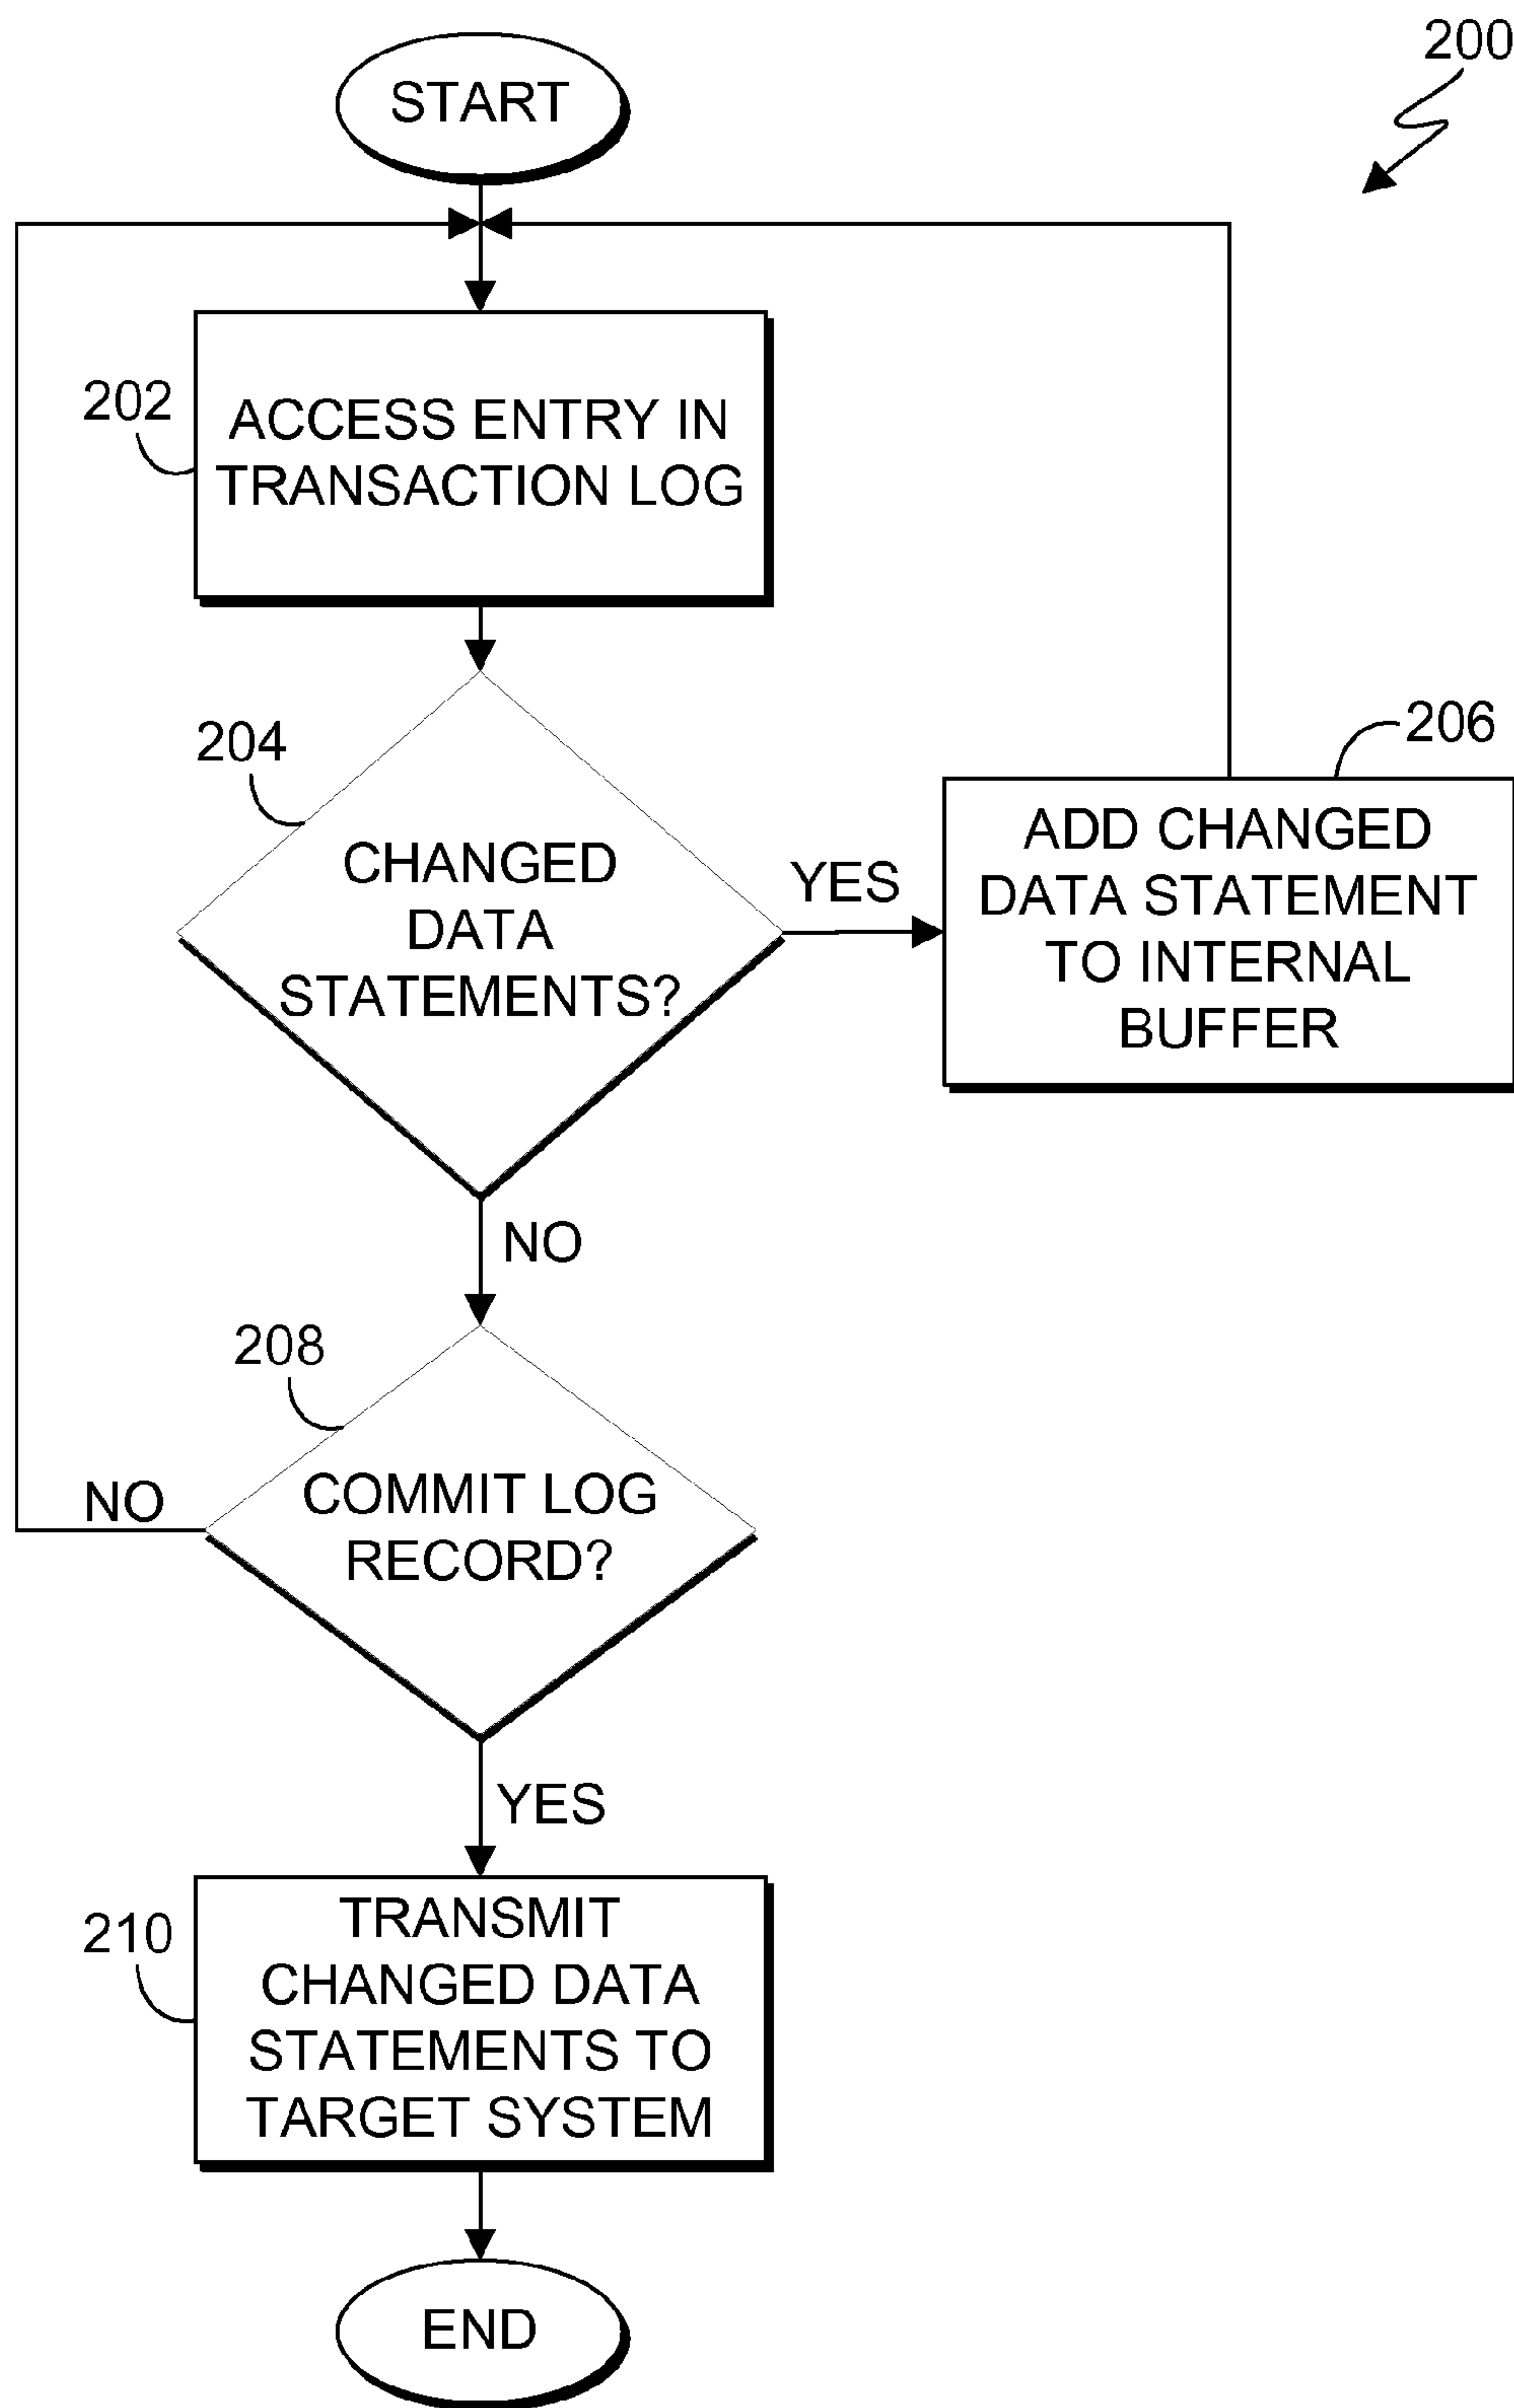 200
START
202
ACCESS ENTRY IN
TRANSACTION LOG
204
CHANGED
DATA
STATEMENTS?
YES
206
ADD CHANGED
DATA STATEMENT
TO INTERNAL
BUFFER
NO
208
COMMIT LOG
RECORD?
NO
YES
210
TRANSMIT
CHANGED DATA
STATEMENTS TO
TARGET SYSTEM
END